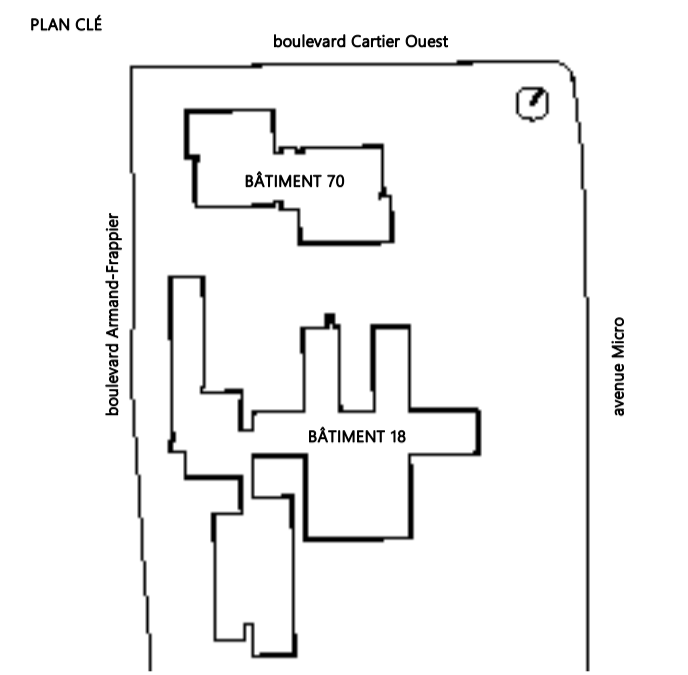 PLAN CLÉ
boulevard Cartier Ouest
BÂTIMENT 70
boulevard Armand-Frappier
avenue Micro
BÂTIMENT 18